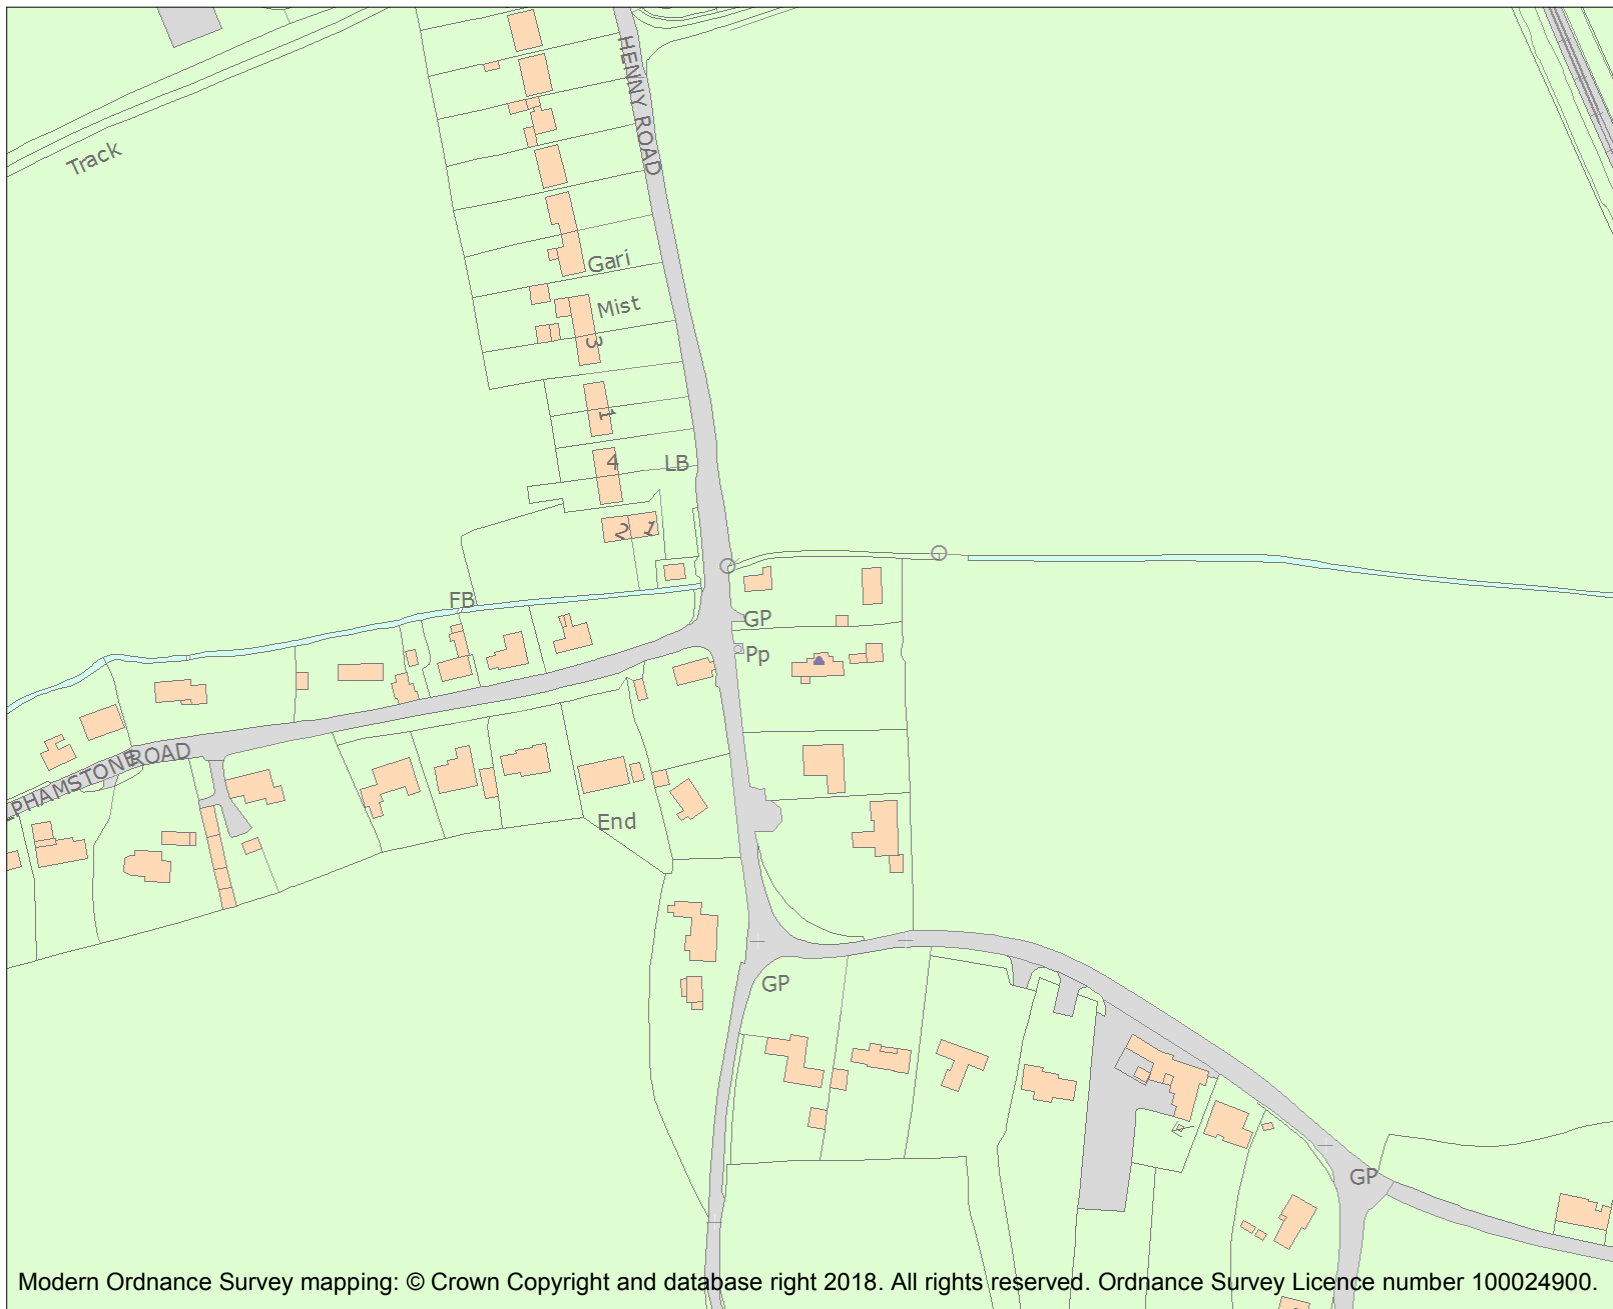 HENNY ROAD
Track
Gari
Mist
3
1
4
LB
2
1
FB
GP
Pp
PHAMSTONE
ROAD
End
GP
GP
Modern Ordnance Survey mapping: © Crown Copyright and database right 2018. All rights reserved. Ordnance Survey Licence number 100024900.